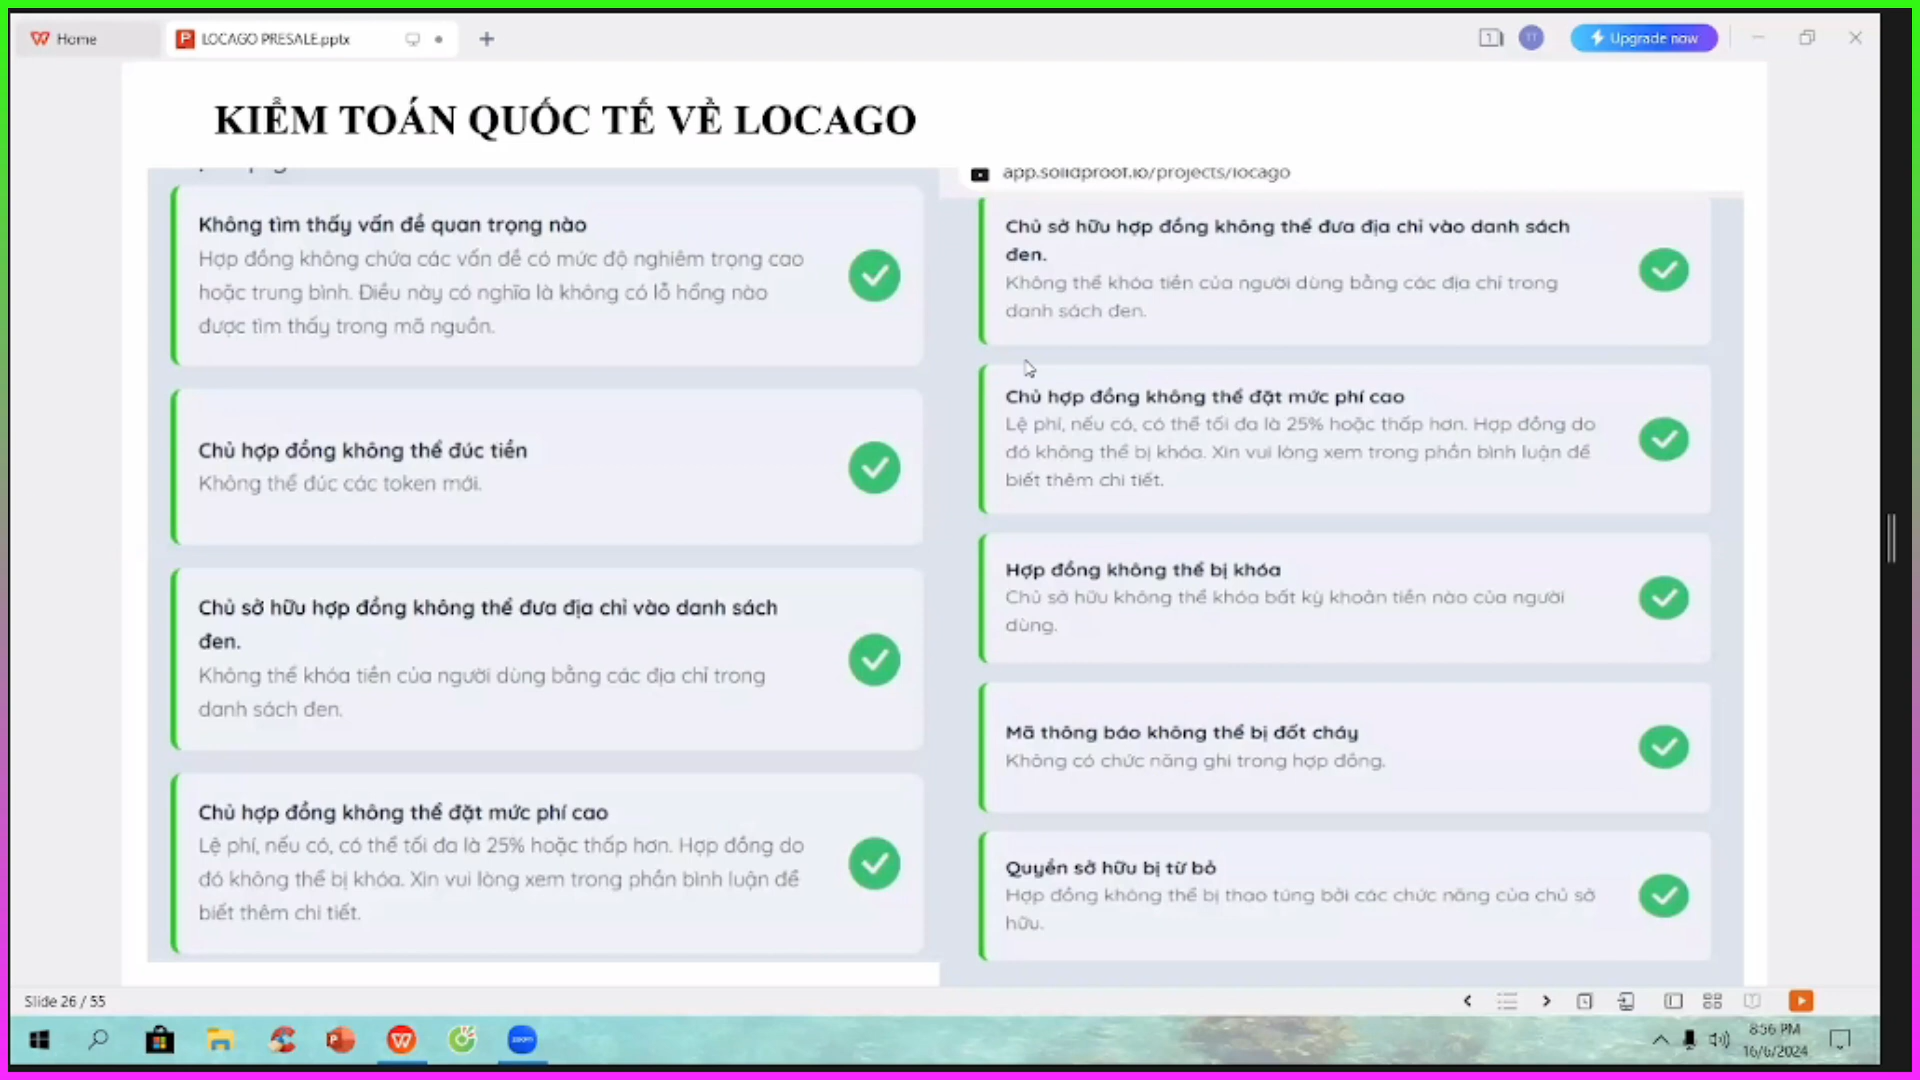 Home
LOCAGO PRESALE.pptx
Upgrade now
KIỂM TOÁN QUỐC TẾ VỀ LOCAGO
Không tìm thấy vấn đề quan trọng nào
Hợp đồng không chứa các vấn đề có mức độ nghiêm trọng cao
hoặc trung bình. Điều này có nghĩa là không có lỗ hổng nào
được tìm thấy trong mã nguồn.
Chủ hợp đồng không thể đúc tiền
Không thể đúc các token mới.
Chủ sở hữu hợp đồng không thể đưa địa chỉ vào danh sách
đen.
Không thể khóa tiền của người dùng bằng các địa chỉ trong
danh sách đen.
Chủ hợp đồng không thể đặt mức phí cao
Lệ phí, nếu có, có thể tối đa là 25% hoặc thấp hơn. Hợp đồng do
đó không thể bị khóa. Xin vui lòng xem trong phần bình luận để
biết thêm chi tiết.
app.solidproof.io/projects/locago
Chủ sở hữu hợp đồng không thể đưa địa chỉ vào danh sách
đen.
Không thể khóa tiền của người dùng bằng các địa chỉ trong
danh sách đen.
Chủ hợp đồng không thể đặt mức phí cao
Lệ phí, nếu có, có thể tối đa là 25% hoặc thấp hơn. Hợp đồng do
đó không thể bị khóa. Xin vui lòng xem trong phần bình luận để
biết thêm chi tiết.
Hợp đồng không thể bị khóa
Chủ sở hữu không thể khóa bất kỳ khoản tiền nào của người
dùng.
Mã thông báo không thể bị đốt cháy
Không có chức năng ghi trong hợp đồng.
Quyền sở hữu bị từ bỏ
Hợp đồng không thể bị thao túng bởi các chức năng của chủ sở
hữu.
Slide 26 / 55
zoom
8:56 PM
16/6/2024